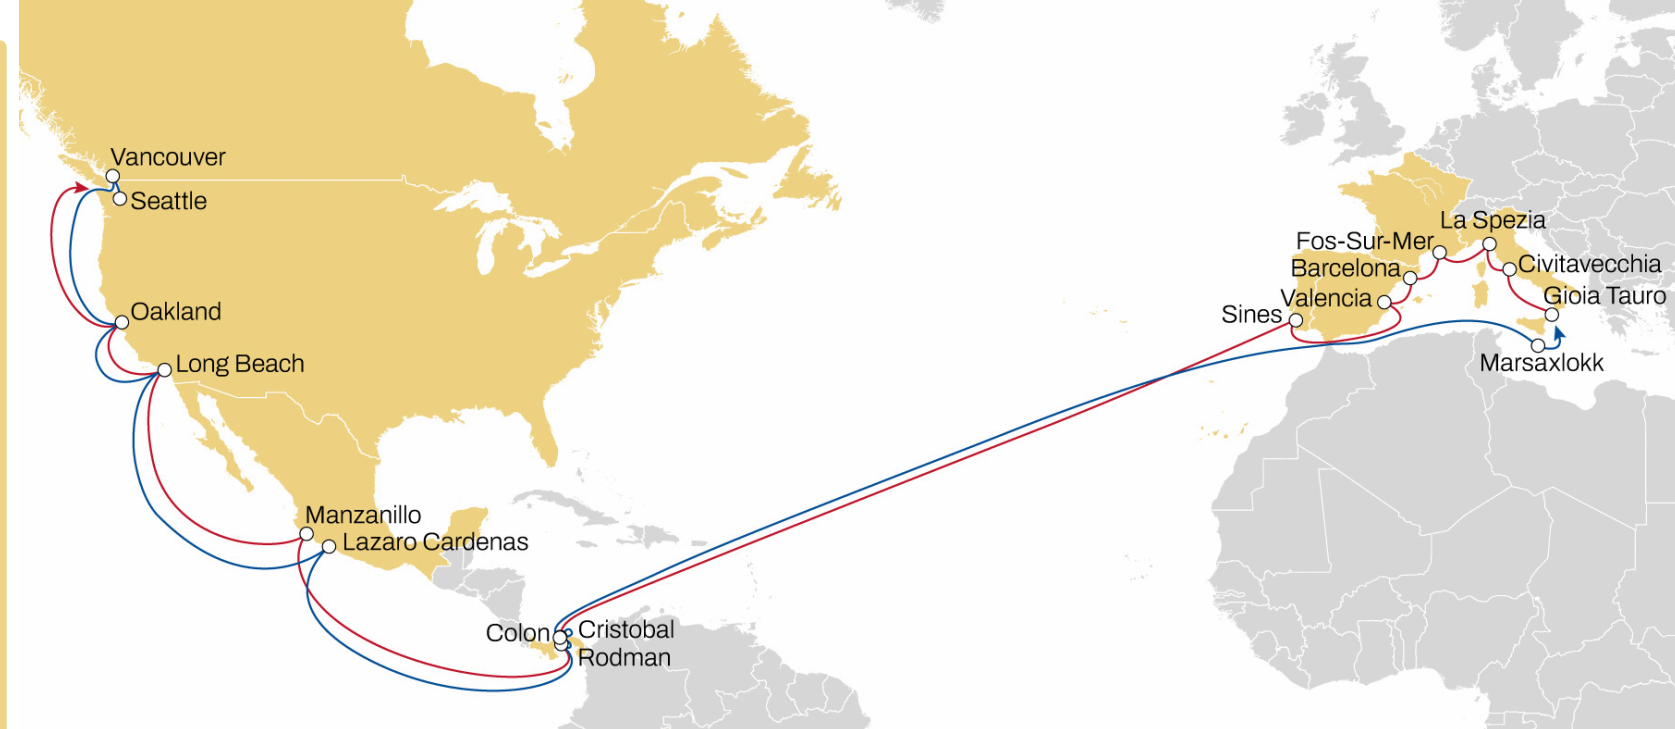 Vancouver
Seattle
Oakland
Long Beach
Manzanillo
Lazaro Cardenas
Colon
Cristobal
Rodman
La Spezia
Fos-Sur-Mer
Civitavecchia
Barcelona
Gioia Tauro
Valencia
Sines
Marsaxlokk